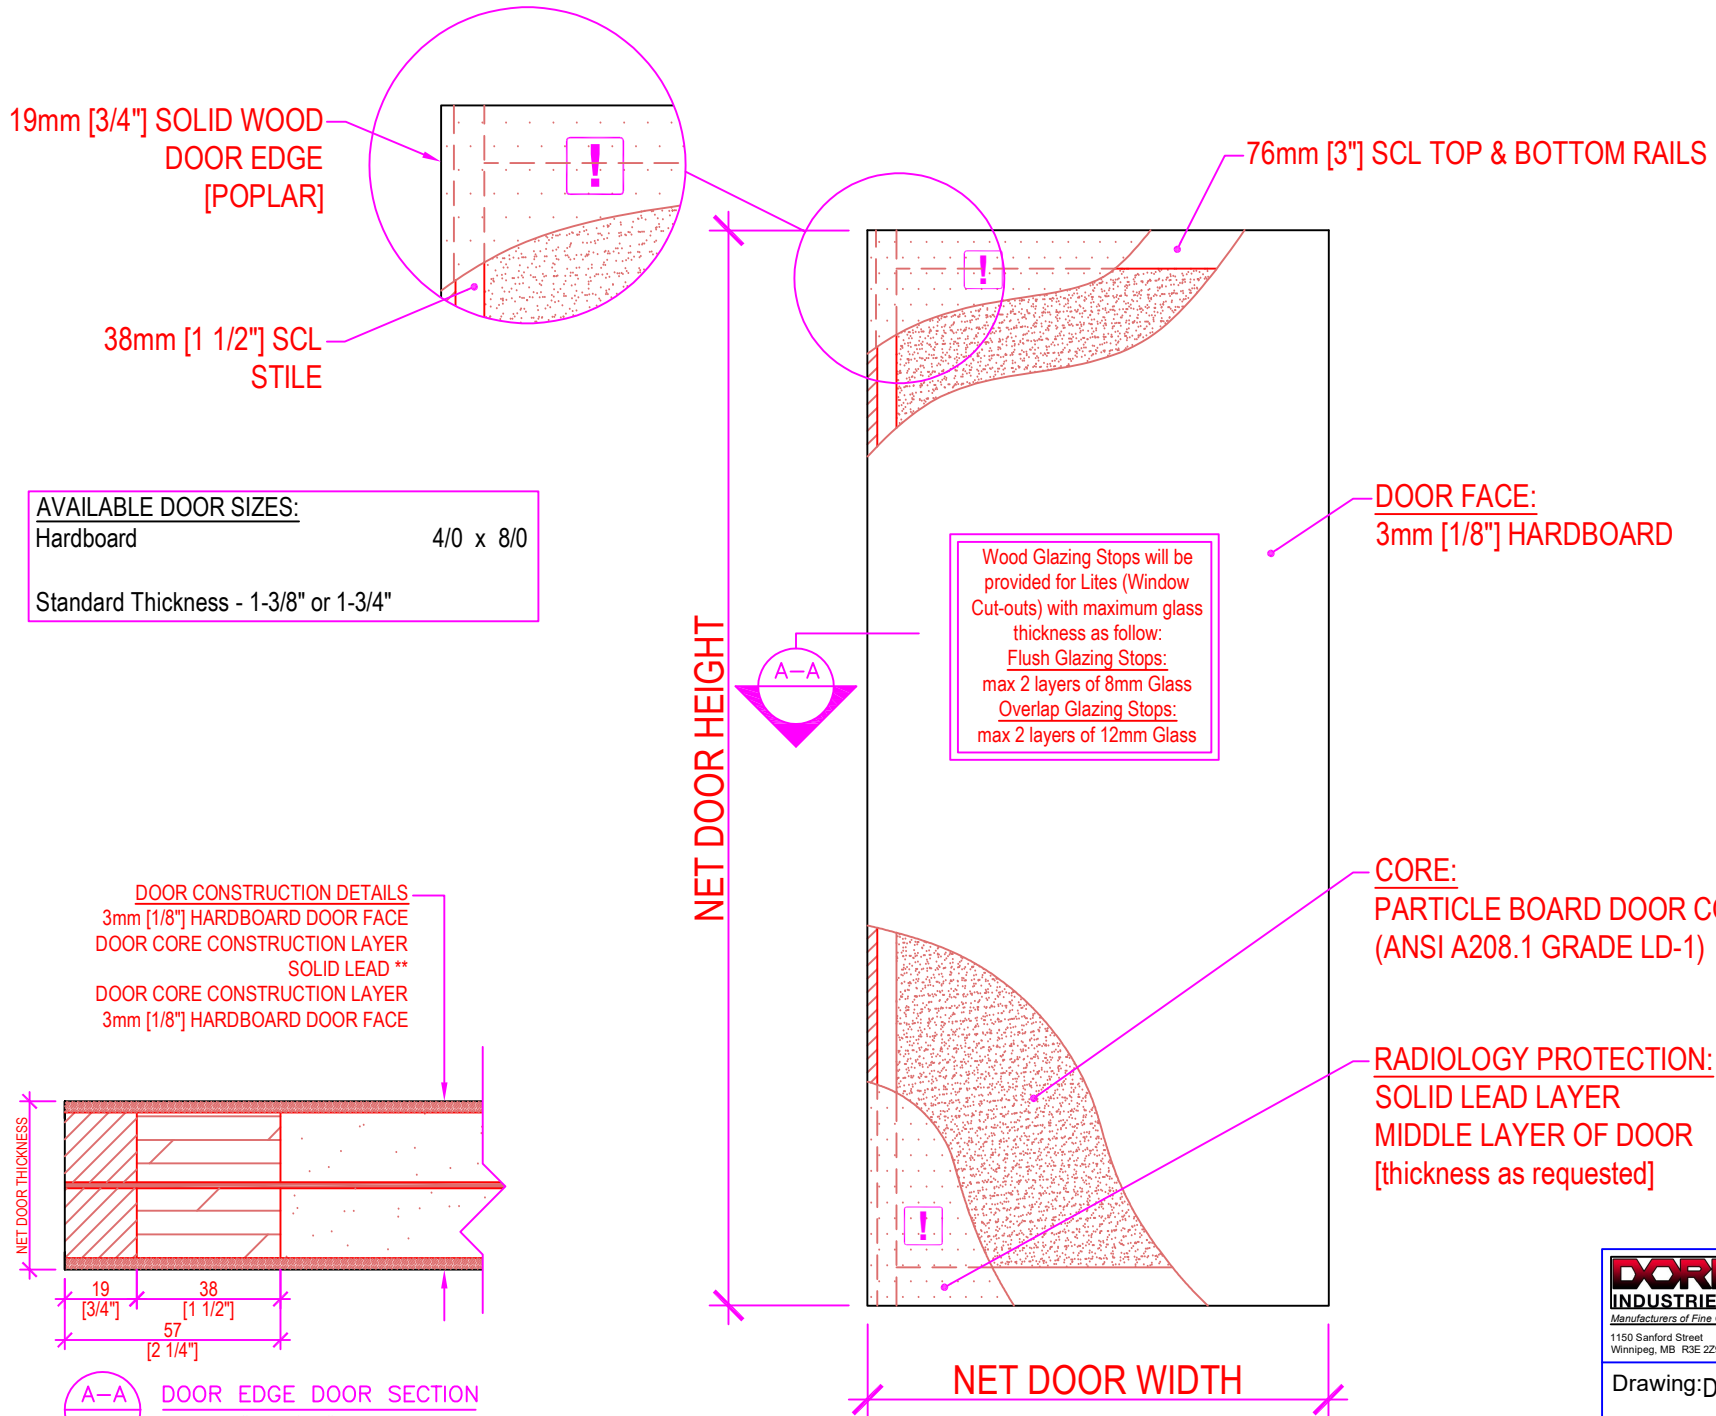 19mm [3/4"] SOLID WOOD
DOOR EDGE
[POPLAR]
!
38mm [1 1/2"] SCL
STILE
76mm [3"] SCL TOP & BOTTOM RAILS
!
AVAILABLE DOOR SIZES:
Hardboard 4/0 x 8/0
Standard Thickness - 1-3/8" or 1-3/4"
DOOR FACE:
3mm [1/8"] HARDBOARD
Wood Glazing Stops will be
provided for Lites (Window
Cut-outs) with maximum glass
thickness as follow:
Flush Glazing Stops:
max 2 layers of 8mm Glass
Overlap Glazing Stops:
max 2 layers of 12mm Glass
NET DOOR HEIGHT
A-A
CORE:
PARTICLE BOARD DOOR
(ANSI A208.1 GRADE LD-1)
DOOR CONSTRUCTION DETAILS
3mm [1/8"] HARDBOARD DOOR FACE
DOOR CORE CONSTRUCTION LAYER
SOLID LEAD **
DOOR CORE CONSTRUCTION LAYER
3mm [1/8"] HARDBOARD DOOR FACE
RADIOLOGY PROTECTION:
SOLID LEAD LAYER
MIDDLE LAYER OF DOOR
[thickness as requested]
!
NET DOOR THICKNESS
19 38
[3/4"] [1 1/2"]
57
[2 1/4"]
A-A DOOR EDGE DOOR SECTION
NET DOOR WIDTH
Manufacturers of Fine
1150 Sanford Street
Winnipeg, MB R3E
Drawing: